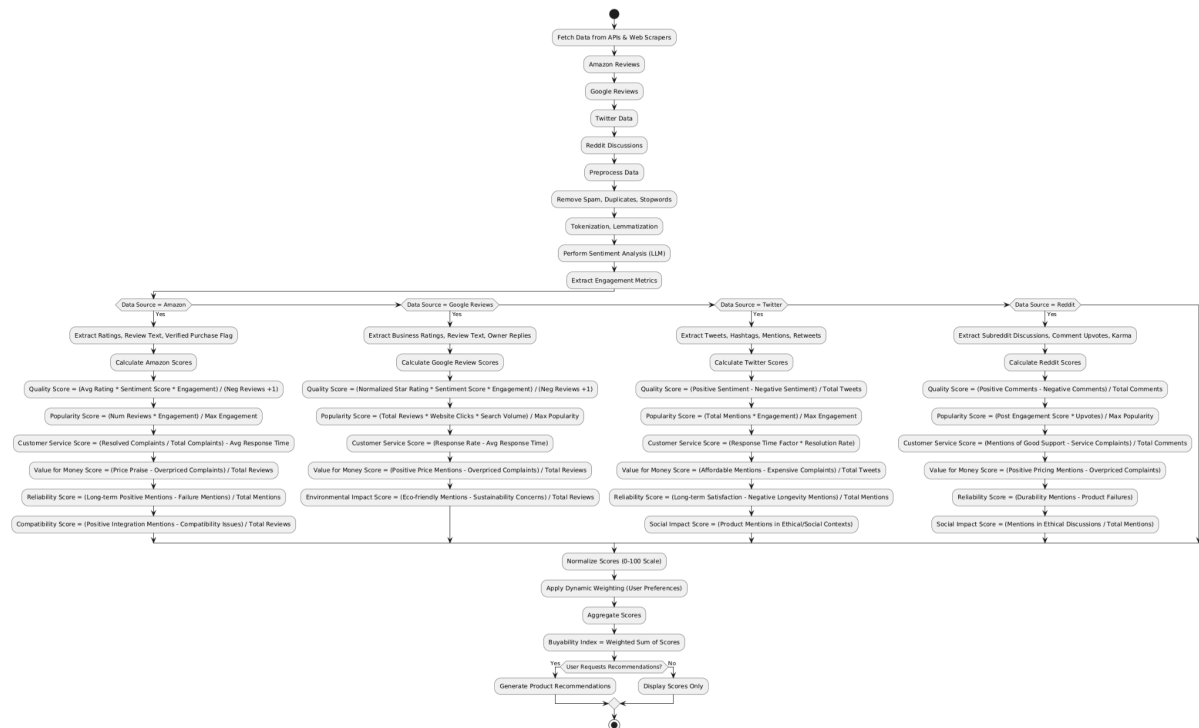 Fetch Data from APIs & Web Scrapers
Amazon Reviews
Google Reviews
Twitter Data
Reddit Discussions
Preprocess Data
Remove Spam, Duplicates, Stopwords
Tokenization, Lemmatization
Perform Sentiment Analysis (LLM)
Extract Engagement Metrics
Data Source = Amazon
Yes
Extract Ratings, Review Text, Verified Purchase Flag
Calculate Amazon Scores
Quality Score = (Avg Rating * Sentiment Score * Engagement) / (Neg Reviews +1)
Popularity Score = (Num Reviews * Engagement) / Max Engagement
Customer Service Score = (Resolved Complaints / Total Complaints) - Avg Response Time
Value for Money Score = (Price Praise - Overpriced Complaints) / Total Reviews
Reliability Score = (Long-term Positive Mentions - Failure Mentions) / Total Mentions
Compatibility Score = (Positive Integration Mentions - Compatibility Issues) / Total Reviews
Data Source = Google Reviews
Yes
Extract Business Ratings, Review Text, Owner Replies
Calculate Google Review Scores
Quality Score = (Normalized Star Rating * Sentiment Score * Engagement) / (Neg Reviews +1)
Popularity Score = (Total Reviews * Website Clicks * Search Volume) / Max Popularity
Customer Service Score = (Response Rate - Avg Response Time)
Value for Money Score = (Positive Price Mentions - Overpriced Complaints) / Total Reviews
Environmental Impact Score = (Eco-friendly Mentions - Sustainability Concerns) / Total Reviews
Data Source = Twitter
Yes
Extract Tweets, Hashtags, Mentions, Retweets
Calculate Twitter Scores
Quality Score = (Positive Sentiment - Negative Sentiment) / Total Tweets
Popularity Score = (Total Mentions * Engagement) / Max Engagement
Customer Service Score = (Response Time Factor * Resolution Rate)
Value for Money Score = (Affordable Mentions - Expensive Complaints) / Total Tweets
Reliability Score = (Long-term Satisfaction - Negative Longevity Mentions) / Total Mentions
Social Impact Score = (Product Mentions in Ethical/Social Contexts)
Data Source = Reddit
Yes
Extract Subreddit Discussions, Comment Upvotes, Karma
Calculate Reddit Scores
Quality Score = (Positive Comments - Negative Comments) / Total Comments
Popularity Score = (Post Engagement Score * Upvotes) / Max Popularity
Customer Service Score = (Mentions of Good Support - Service Complaints) / Total Comments
Value for Money Score = (Positive Pricing Mentions - Overpriced Complaints)
Reliability Score = (Durability Mentions - Product Failures)
Social Impact Score = (Mentions in Ethical Discussions / Total Mentions)
Normalize Scores (0-100 Scale)
Apply Dynamic Weighting (User Preferences)
Aggregate Scores
Buyability Index = Weighted Sum of Scores
Yes
User Requests Recommendations?
No
Generate Product Recommendations
Display Scores Only